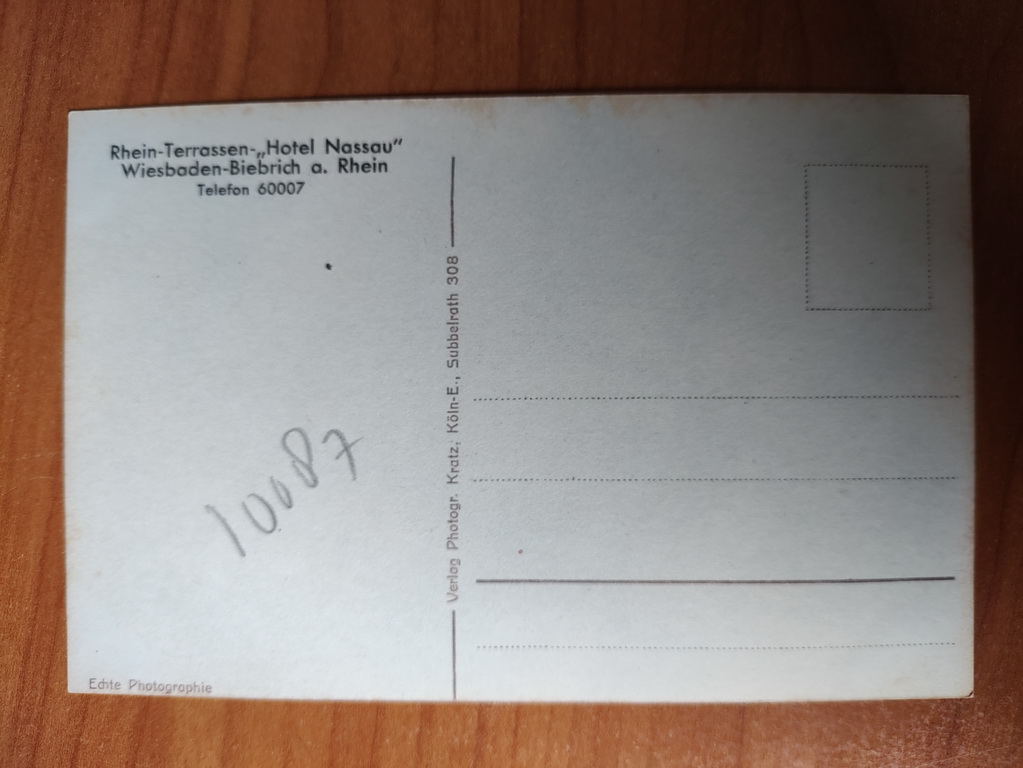 Rhein-Terrassen-„Hotel Nassau"
Wiesbaden-Biebrich a. Rhein
Telefon 60007
10087
Echte Photographie
Verlag Photogr. Kratz, Köln-E., Subbelrath 308